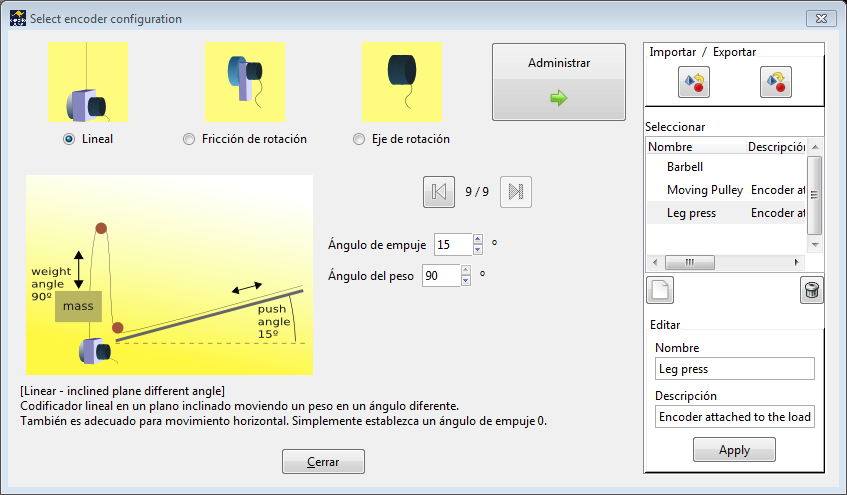 Select encoder configuration
Lineal
Fricción de rotación
Eje de rotación
Administrar
9 / 9
Ángulo de empuje 15 º
Ángulo del peso 90 º
weight
angle
90º
mass
push
angle
15º
[Linear - inclined plane different angle]
Codificador lineal en un plano inclinado moviendo un peso en un ángulo diferente.
También es adecuado para movimiento horizontal. Simplemente establezca un ángulo de empuje 0.
Cerrar
Importar / Exportar
Seleccionar
Nombre Descripción
Barbell
Moving Pulley Encoder at
Leg press Encoder at
Editar
Nombre
Leg press
Descripción
Encoder attached to the load
Apply